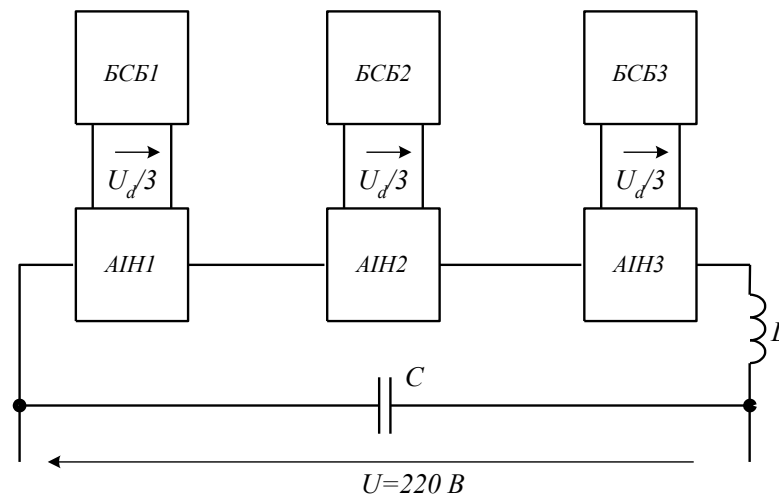 БСБ1 БСБ2 БСБ3
U_d/3 U_d/3 U_d/3
АІН1 АІН2 АІН3
L
C
U=220 В